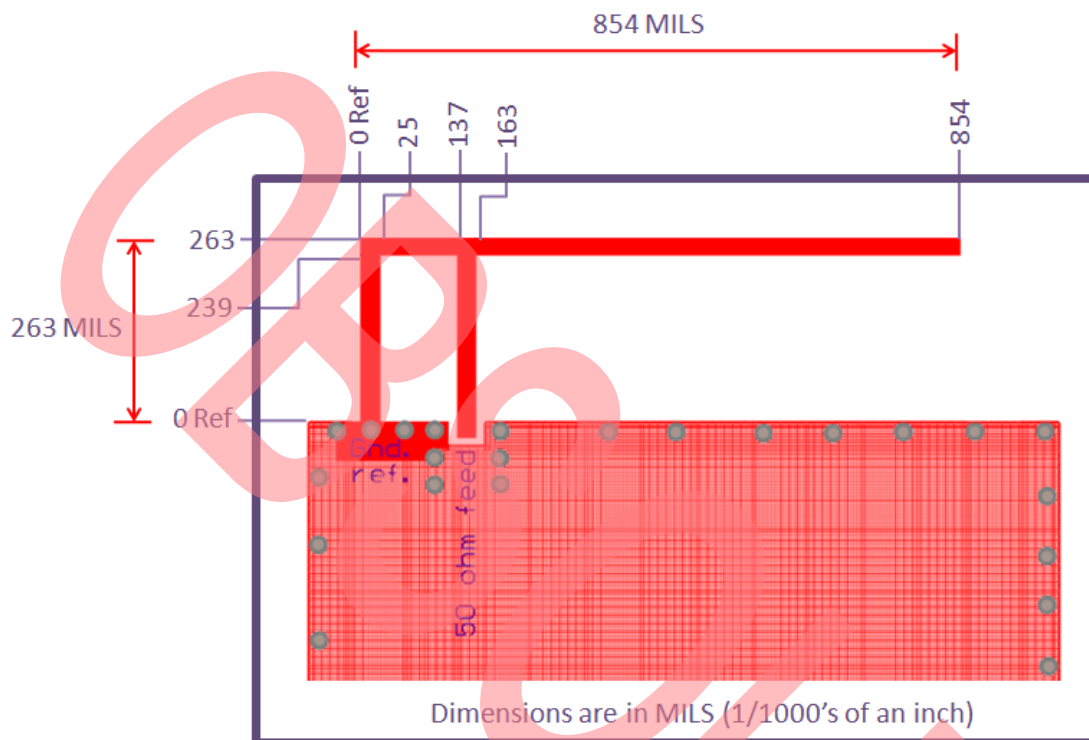 854 MILS
0 Ref
25
137
163
854
263
239
263 MILS
0 Ref
Gnd.
ref.
50 ohm feed
Dimensions are in MILS (1/1000's of an inch)